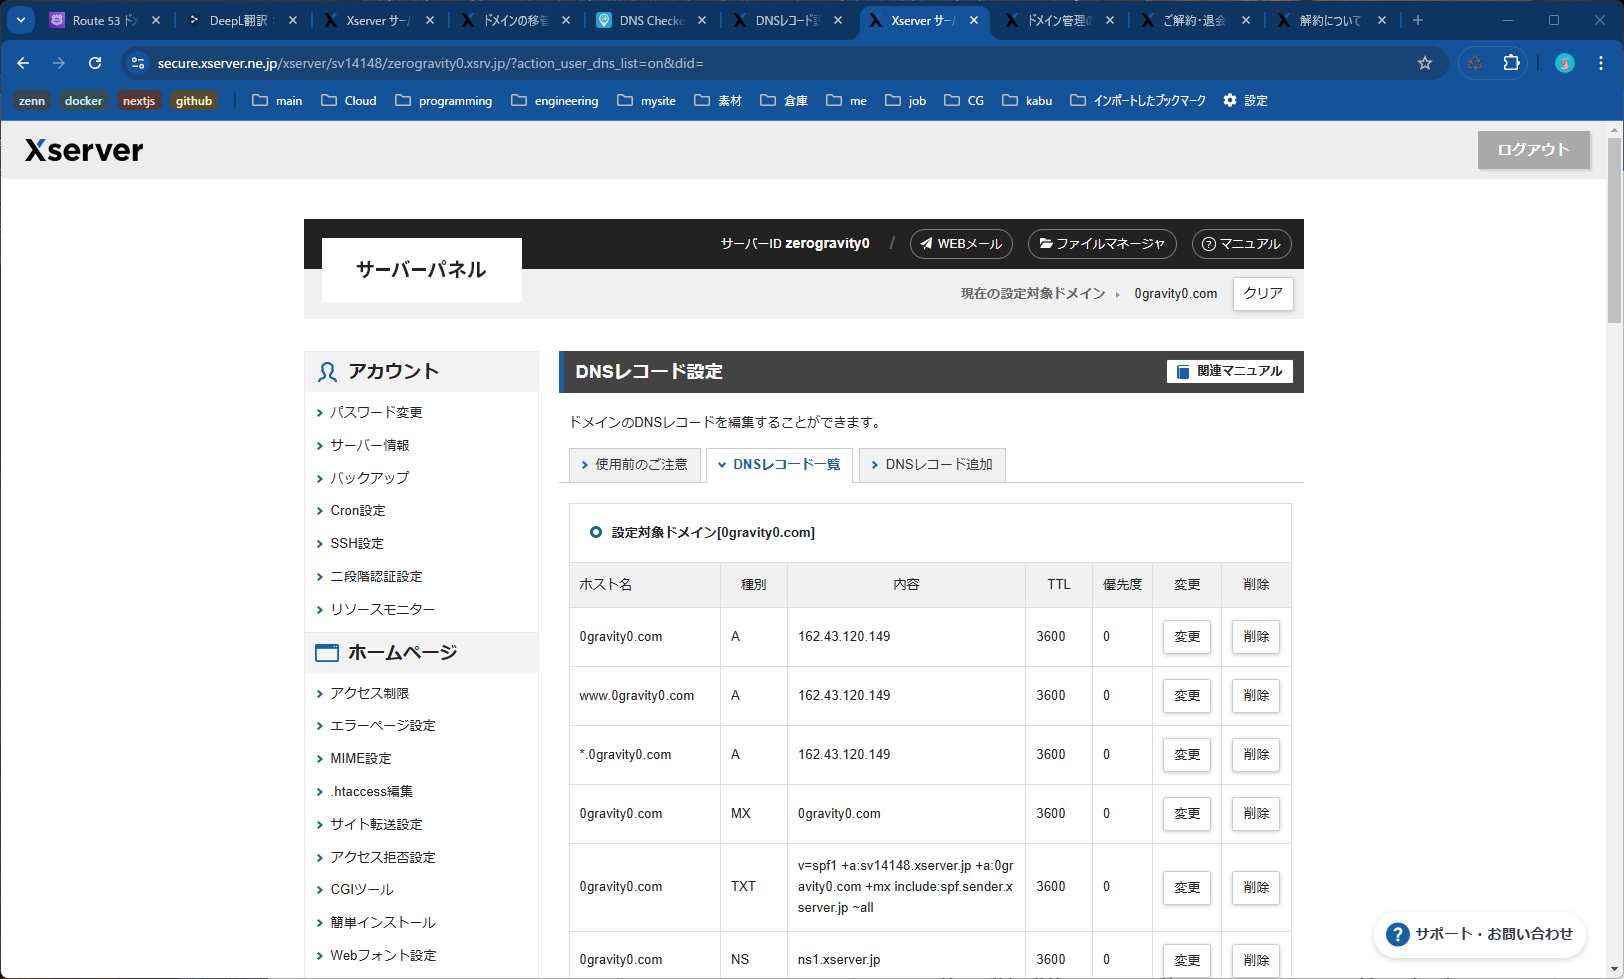 Route 53 ド
DeepL翻訳
Xserver サー
ドメインの移管
DNS Checke
DNSレコード設
Xserver サーバ
ドメイン管理の
ご解約・退会
解約について
secure.xserver.ne.jp/xserver/sv14148/zerogravity0.xsrv.jp/?action_user_dns_list=on&did=
zenn docker nextjs github main Cloud programming engineering mysite 素材 倉庫 me job CG kabu インポートしたブックマーク 設定
Xserver
ログアウト
サーバーパネル
サーバーID zerogravity0 / WEBメール ファイルマネージャ マニュアル
現在の設定対象ドメイン 0gravity0.com クリア
アカウント
パスワード変更
サーバー情報
バックアップ
Cron設定
SSH設定
二段階認証設定
リソースモニター
ホームページ
アクセス制限
エラーページ設定
MIME設定
.htaccess編集
サイト転送設定
アクセス拒否設定
CGIツール
簡単インストール
Webフォント設定
DNSレコード設定
関連マニュアル
ドメインのDNSレコードを編集することができます。
使用前のご注意 DNSレコード一覧 DNSレコード追加
設定対象ドメイン[0gravity0.com]
ホスト名 種別 内容 TTL 優先度 変更 削除
0gravity0.com A 162.43.120.149 3600 0 変更 削除
www.0gravity0.com A 162.43.120.149 3600 0 変更 削除
*.0gravity0.com A 162.43.120.149 3600 0 変更 削除
0gravity0.com MX 0gravity0.com 3600 0 変更 削除
0gravity0.com TXT v=spf1 +a:sv14148.xserver.jp +a:0gr
avity0.com +mx include:spf.sender.x
server.jp ~all
3600 0 変更 削除
0gravity0.com NS ns1.xserver.jp 3600 0 変更 削除
サポート・お問い合わせ